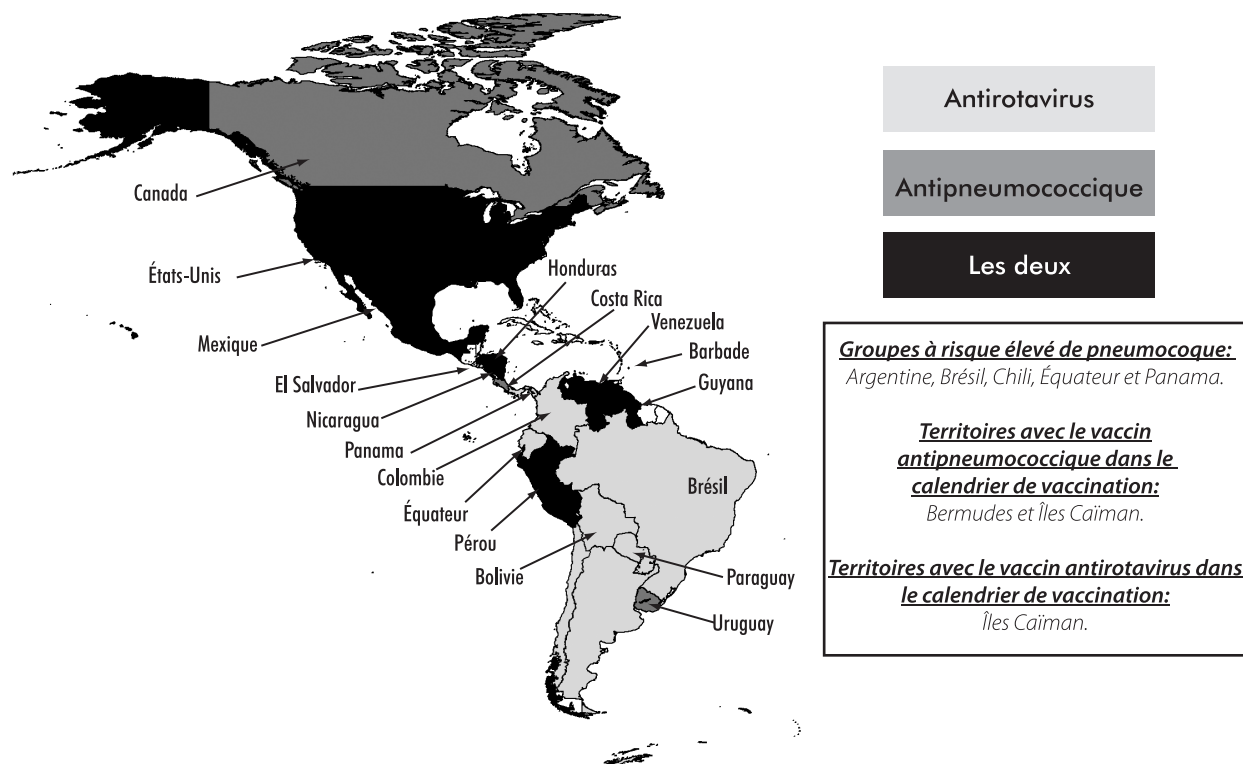 Antirotavirus
Antipneumococcique
Les deux
Canada
États-Unis
Mexique
Honduras
Costa Rica
Venezuela
Barbade
Guyana
El Salvador
Nicaragua
Panama
Colombie
Équateur
Pérou
Bolivie
Brésil
Paraguay
Uruguay
Groupes à risque élevé de pneumocoque:
Argentine, Brésil, Chili, Équateur et Panama.
Territoires avec le vaccin
antipneumococcique dans le
calendrier de vaccination:
Bermudes et Îles Caïman.
Territoires avec le vaccin antirotavirus dans
le calendrier de vaccination:
Îles Caïman.